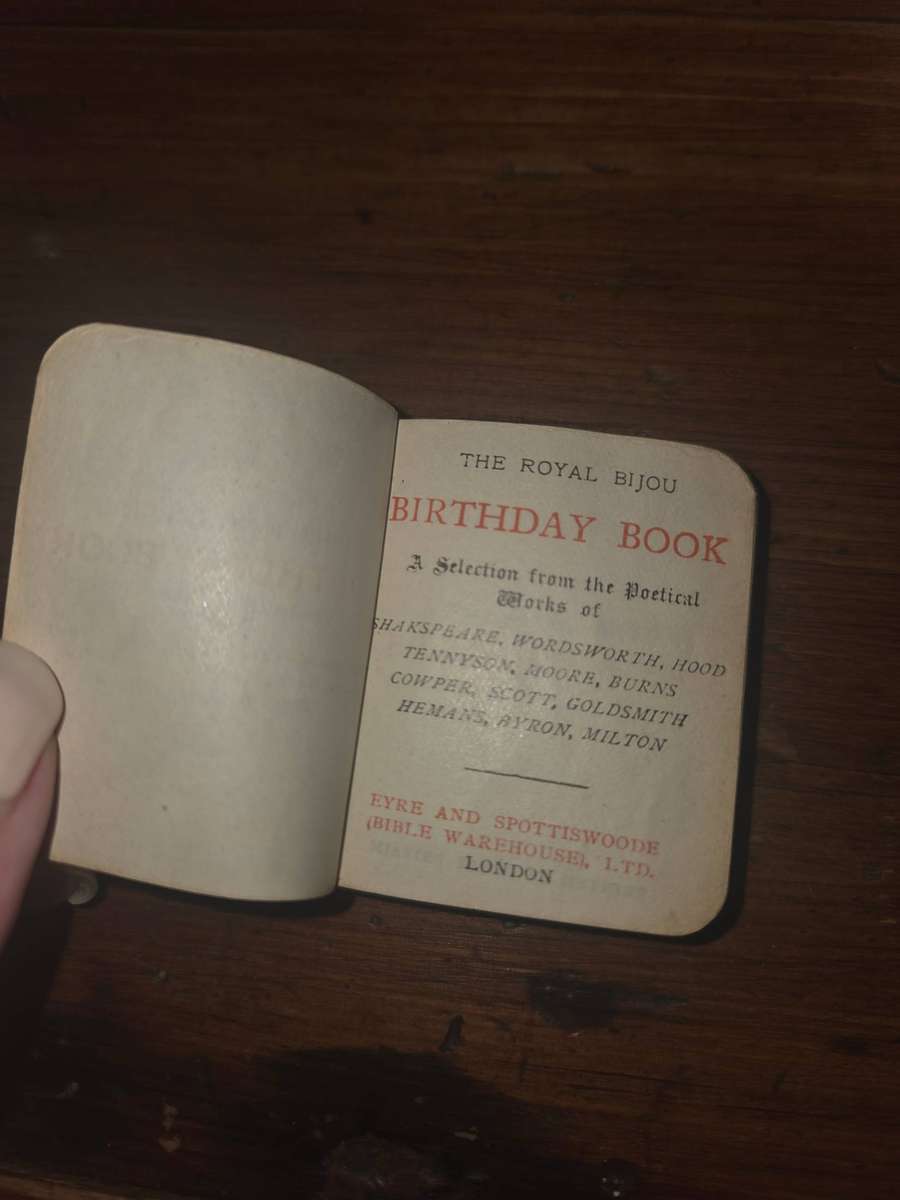 THE ROYAL BIJOU
BIRTHDAY BOOK
A Selection from the Poetical
Works of
SHAKSPEARE, WORDSWORTH, HOOD
TENNYSON, MOORE, BURNS
COWPER, SCOTT, GOLDSMITH
HEMANS, BYRON, MILTON
EYRE AND SPOTTISWOODE
(BIBLE WAREHOUSE), LTD.
LONDON